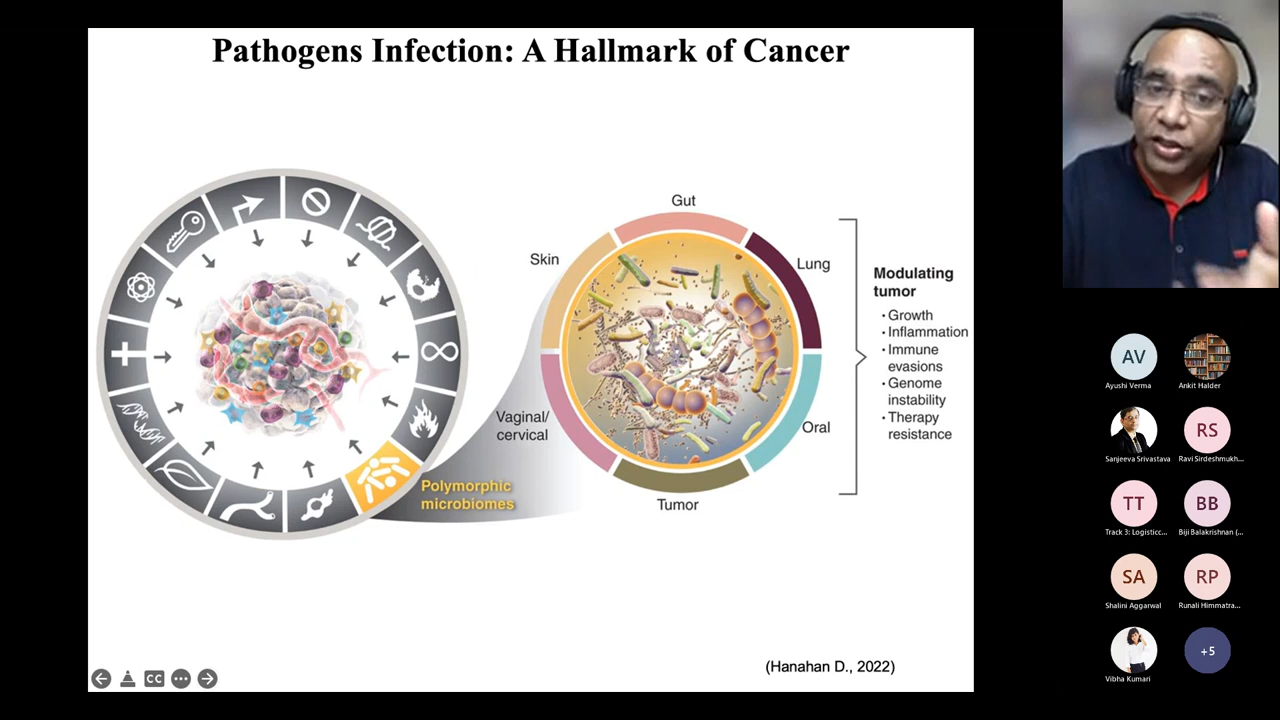 Pathogens Infection: A Hallmark of Cancer
Gut
Skin
Lung
Vaginal/
cervical
Oral
Tumor
Polymorphic
microbiomes
Modulating
tumor
· Growth
· Inflammation
· Immune
evasions
· Genome
instability
· Therapy
resistance
(Hanahan D., 2022)
CC
AV
Ayushi Verma
Ankit Halder
Sanjeeva Srivastava
RS
Ravi Sirdeshmukh...
TT
Track 3: Logisticc...
BB
Biji Balakrishnan (...
SA
Shalini Aggarwal
RP
Runali Himmatra...
Vibha Kumari
+5